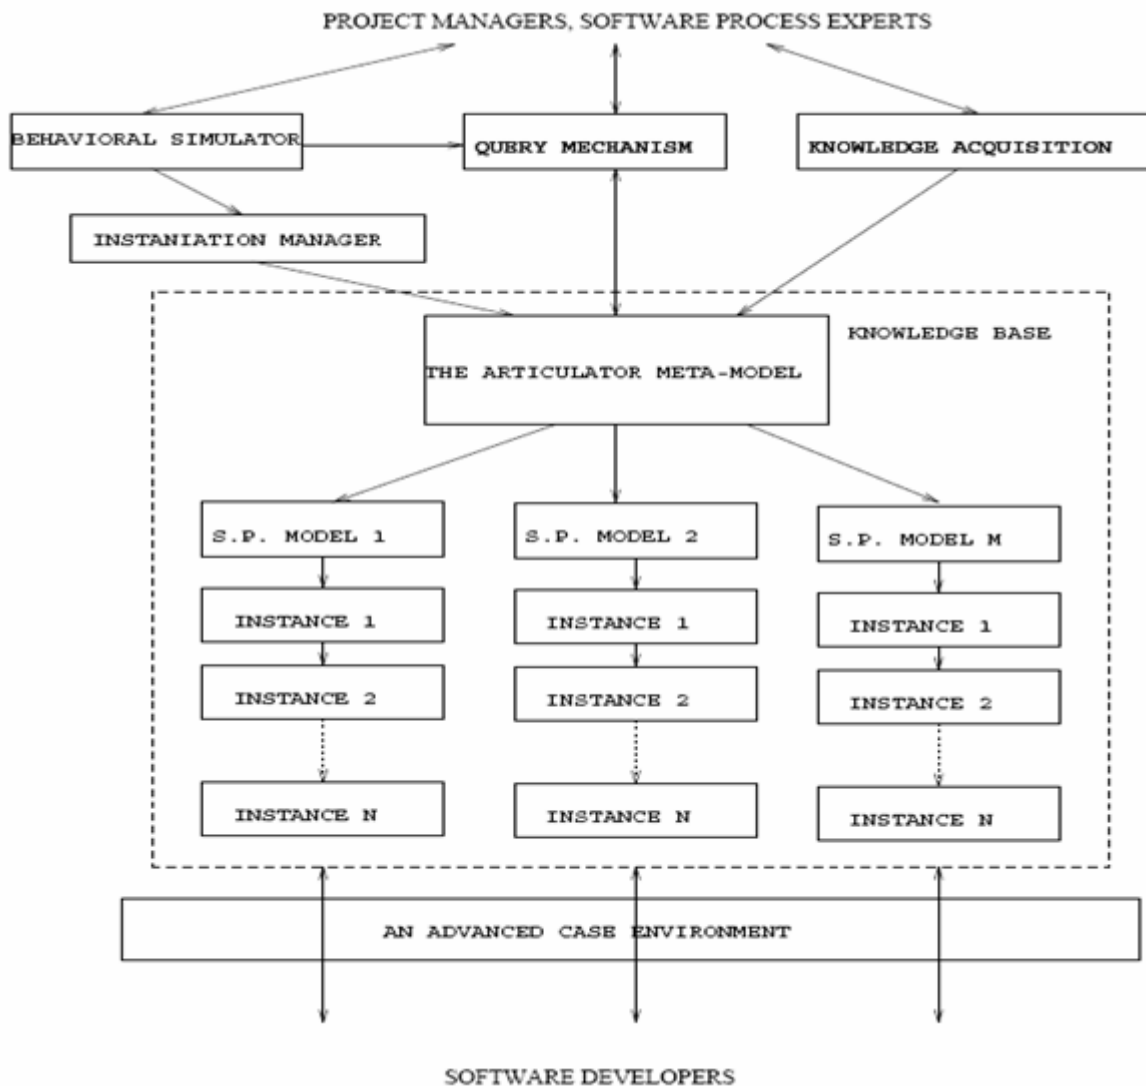 PROJECT MANAGERS, SOFTWARE PROCESS EXPERTS
BEHAVIORAL SIMULATOR
QUERY MECHANISM
KNOWLEDGE ACQUISITION
INSTANIATION MANAGER
KNOWLEDGE BASE
THE ARTICULATOR META-MODEL
S.P. MODEL 1
S.P. MODEL 2
S.P. MODEL M
INSTANCE 1
INSTANCE 1
INSTANCE 1
INSTANCE 2
INSTANCE 2
INSTANCE 2
INSTANCE N
INSTANCE N
INSTANCE N
AN ADVANCED CASE ENVIRONMENT
SOFTWARE DEVELOPERS